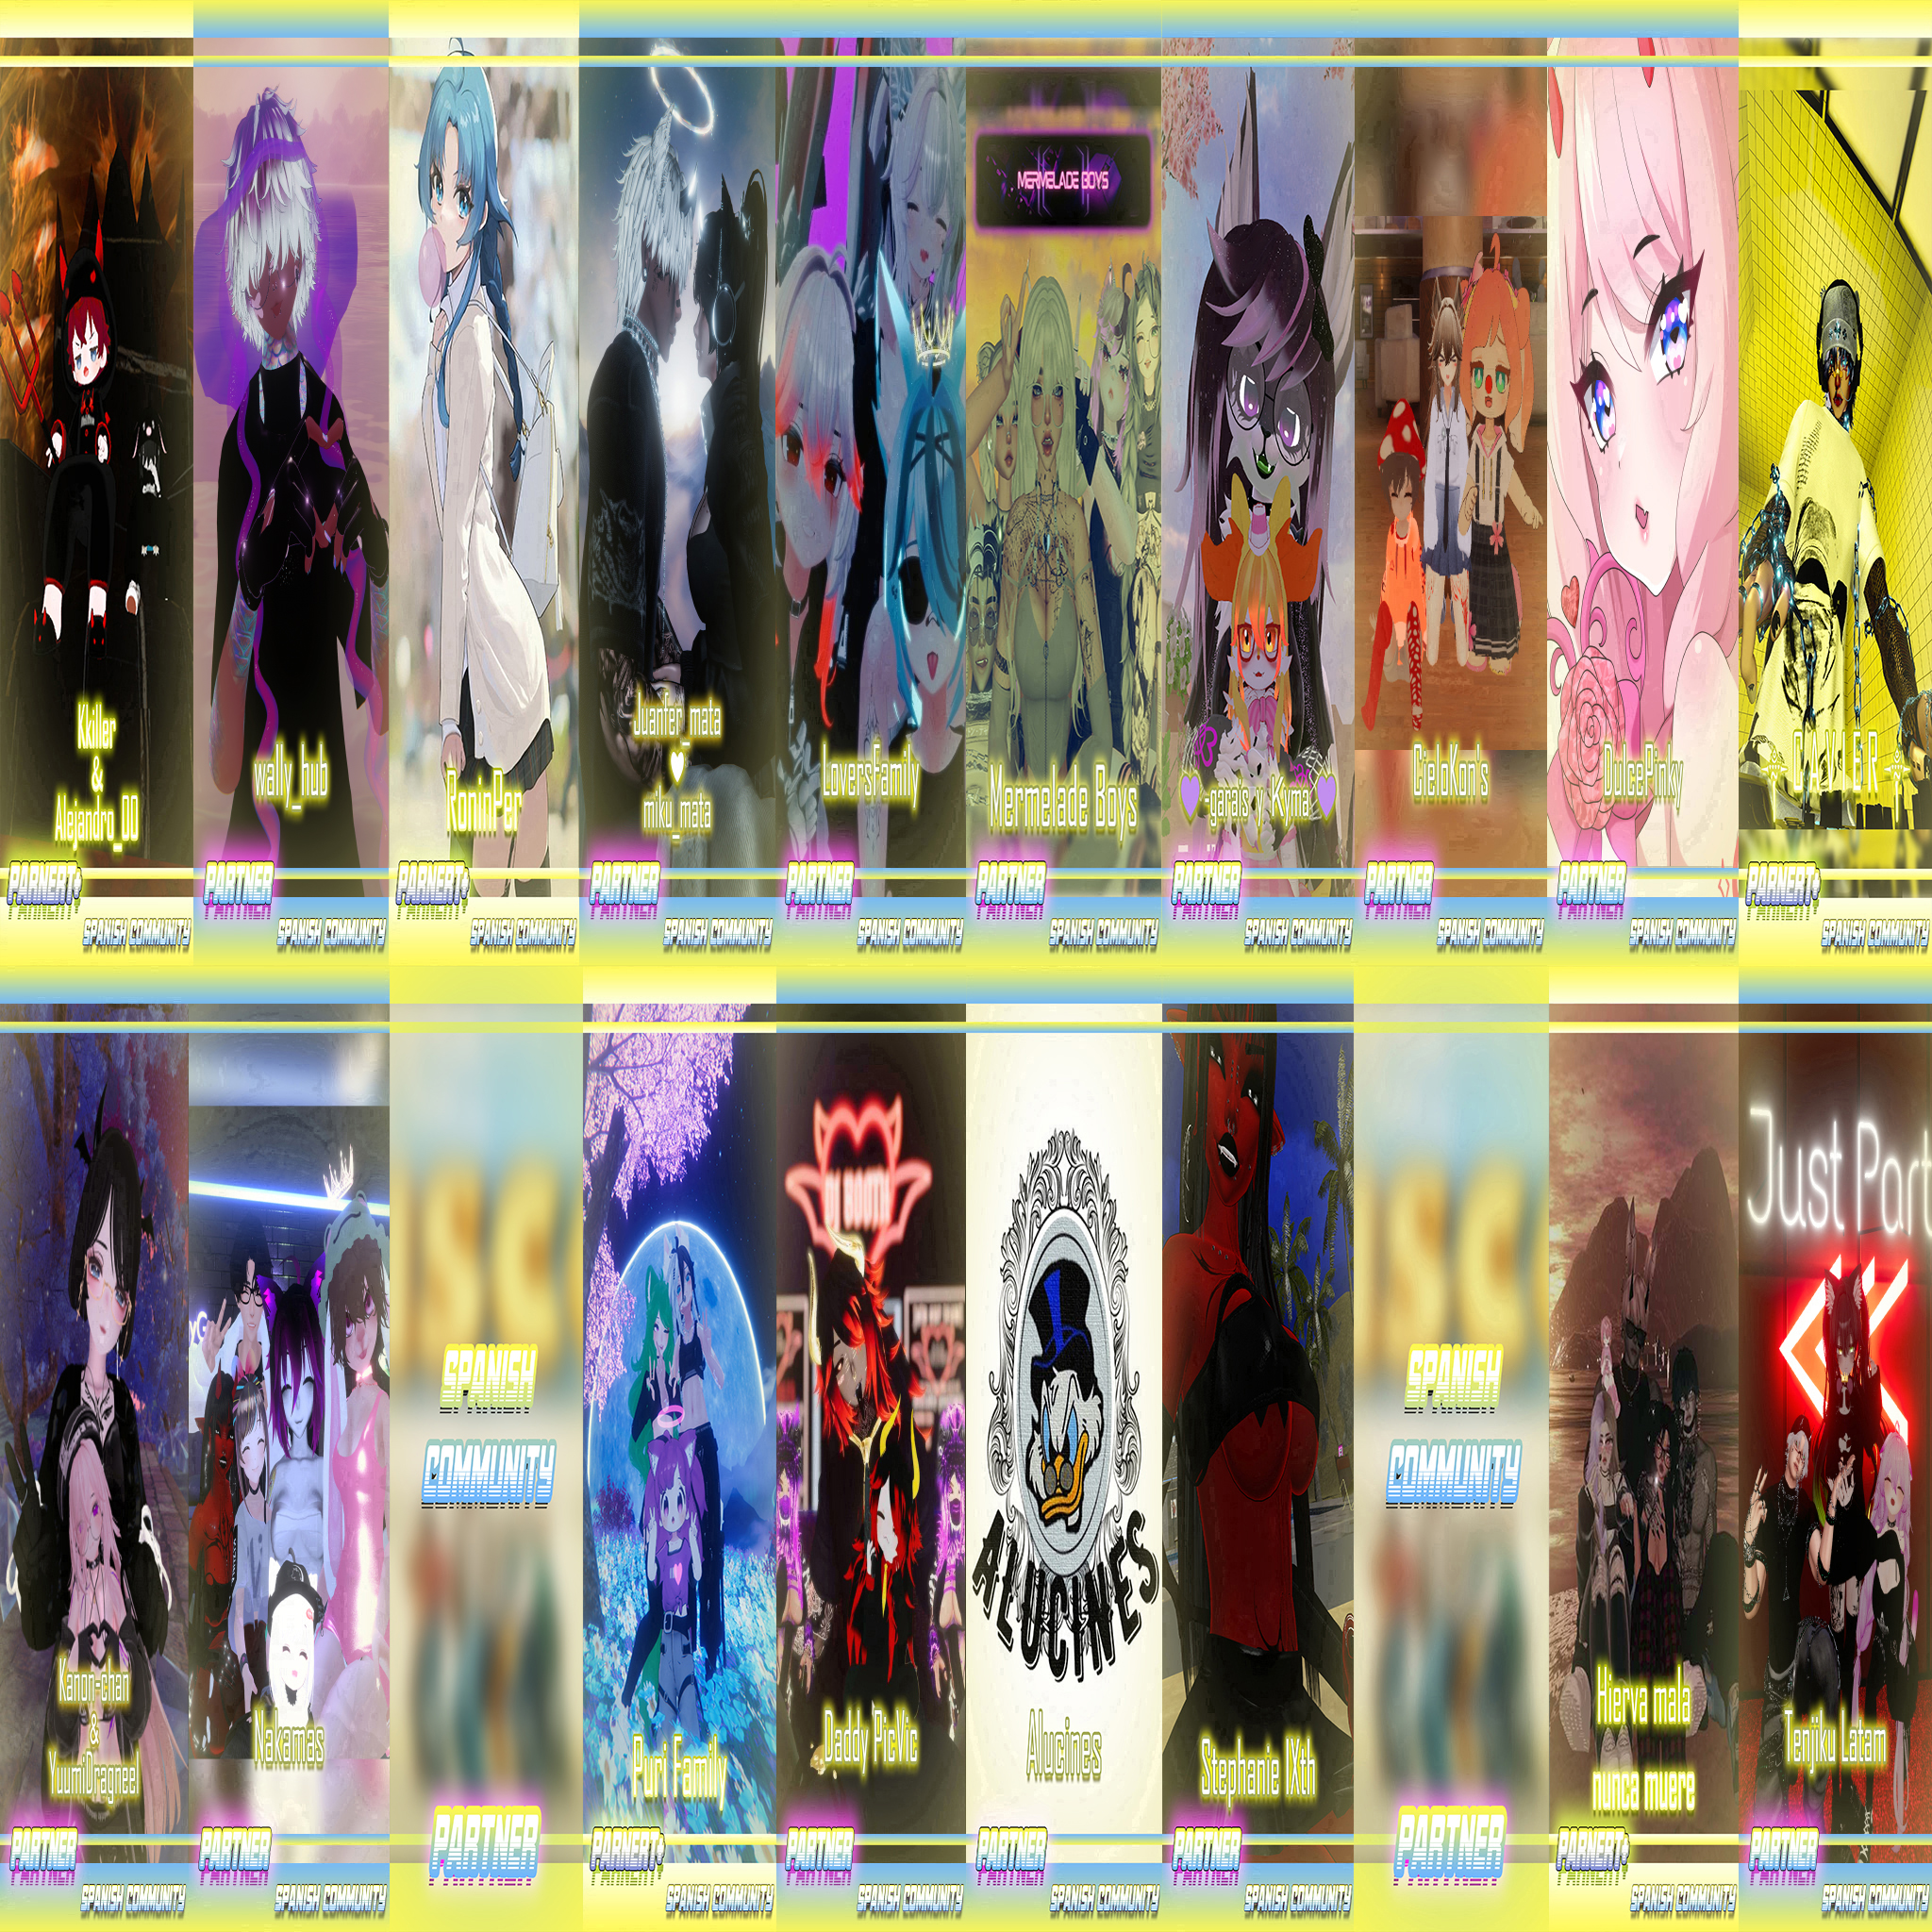 Kkiller
&
Alejandro_00
PARNERT+
SPANISH COMMUNITY
wally_hub
PARTNER
SPANISH COMMUNITY
RoninPer
PARNERT+
SPANISH COMMUNITY
Juanfer_mata
miku_mata
PARTNER
SPANISH COMMUNITY
LoversFamily
PARTNER
SPANISH COMMUNITY
MERMELADE BOYS
Mermelade Boys
PARTNER
SPANISH COMMUNITY
-garais y Kyma
PARTNER
SPANISH COMMUNITY
CieloKon's
PARTNER
SPANISH COMMUNITY
DulcePinky
PARTNER
SPANISH COMMUNITY
PARNERT+
SPANISH COMMUNITY
Kanon-chan
&
YuumiDragneel
PARTNER
SPANISH COMMUNITY
Nakamas
PARTNER
SPANISH COMMUNITY
SPANISH
COMMUNITY
PARTNER
Puri Family
PARNERT+
SPANISH COMMUNITY
DJ BOOTH
Daddy PicVic
PARTNER
SPANISH COMMUNITY
ALUCINES
Alucines
PARTNER
SPANISH COMMUNITY
Stephanie IXth
PARTNER
SPANISH COMMUNITY
SPANISH
COMMUNITY
PARTNER
Hierva mala
nunca muere
PARNERT+
SPANISH COMMUNITY
Just Part
Tenjiku Latam
PARTNER
SPANISH COMMUNITY